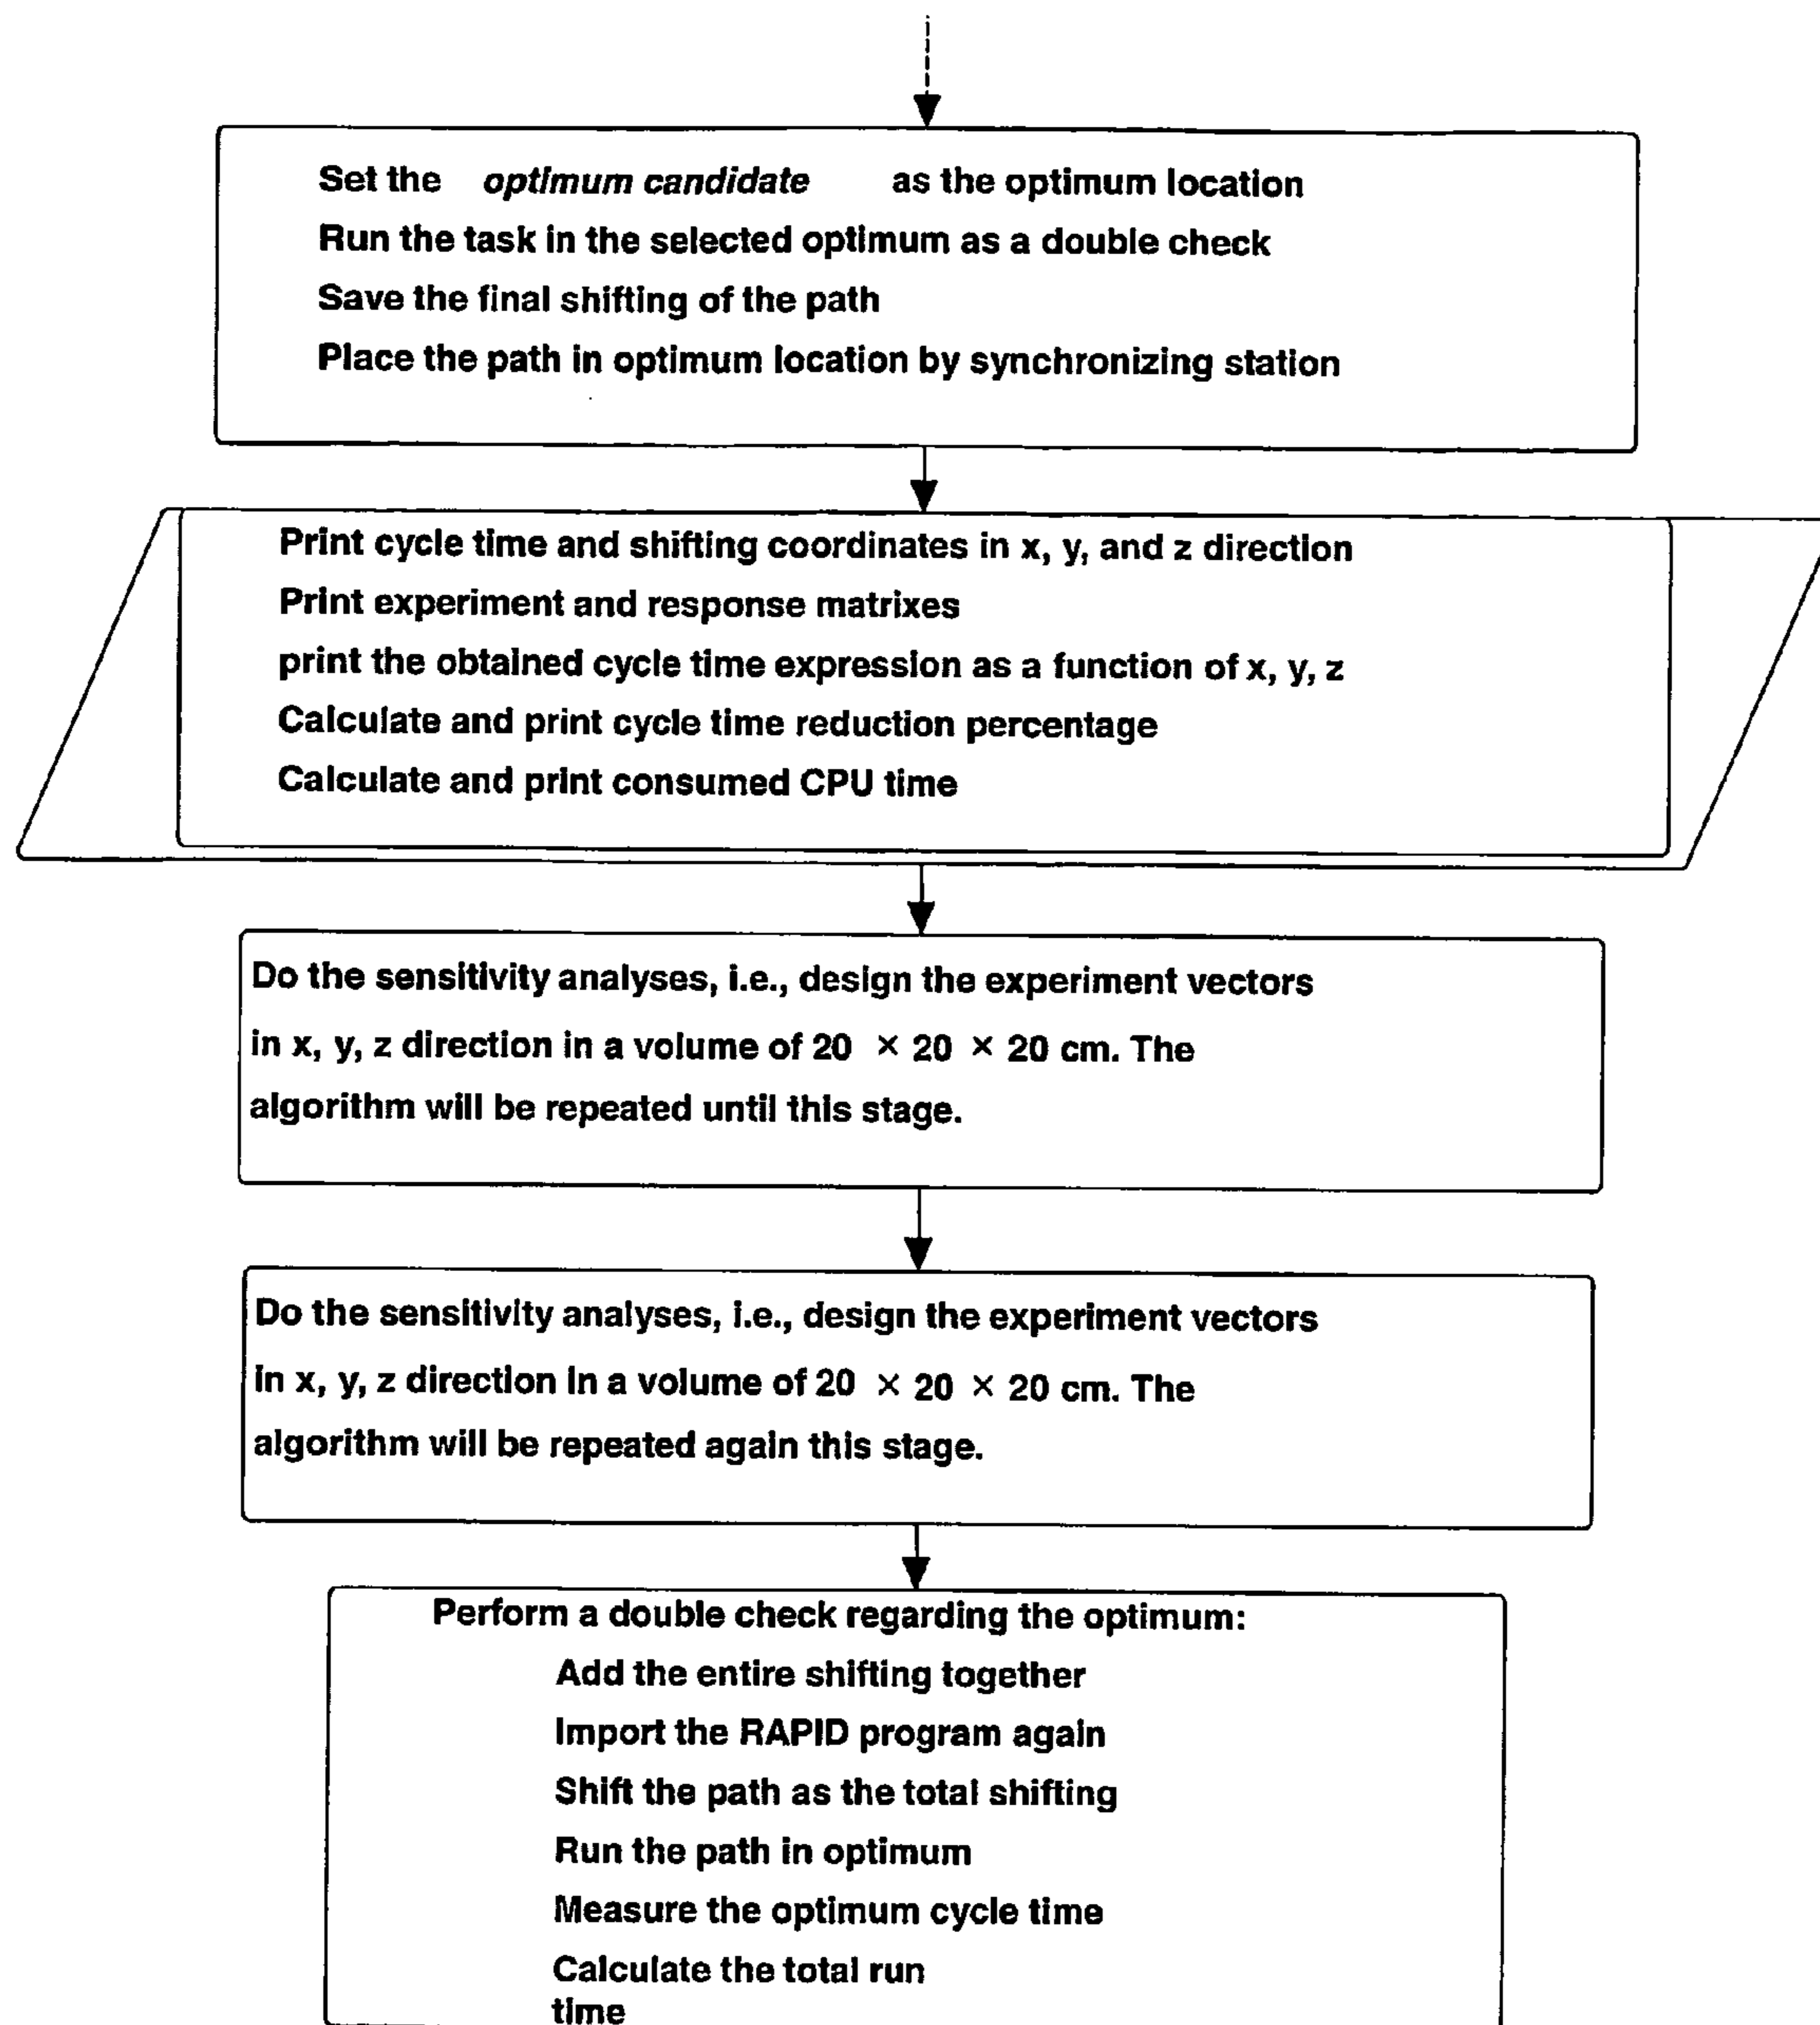 Set the optimum candidate as the optimum location
Run the task in the selected optimum as a double check
Save the final shifting of the path
Place the path in optimum location by synchronizing station
Print cycle time and shifting coordinates in x, y, and z direction
Print experiment and response matrixes
print the obtained cycle time expression as a function of x, y, z
Calculate and print cycle time reduction percentage
Calculate and print consumed CPU time
Do the sensitivity analyses, i.e., design the experiment vectors
in x, y, z direction in a volume of 20 × 20 × 20 cm. The
algorithm will be repeated until this stage.
Do the sensitivity analyses, i.e., design the experiment vectors
in x, y, z direction in a volume of 20 × 20 × 20 cm. The
algorithm will be repeated again this stage.
Perform a double check regarding the optimum:
Add the entire shifting together
Import the RAPID program again
Shift the path as the total shifting
Run the path in optimum
Measure the optimum cycle time
Calculate the total run
time